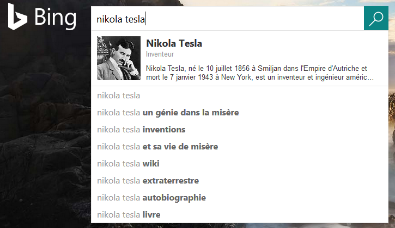 Bing
nikola tesla
Nikola Tesla
Inventeur
Nikola Tesla, né le 10 juillet 1856 à Smiljan dans l'Empire d'Autriche et
mort le 7 janvier 1943 à New York, est un inventeur et ingénieur améric...
nikola tesla
nikola tesla un génie dans la misère
nikola tesla inventions
nikola tesla et sa vie de misère
nikola tesla wiki
nikola tesla extraterrestre
nikola tesla autobiographie
nikola tesla livre